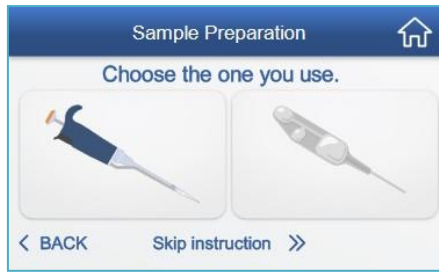 Sample Preparation
Choose the one you use.
< BACK
Skip instruction >>